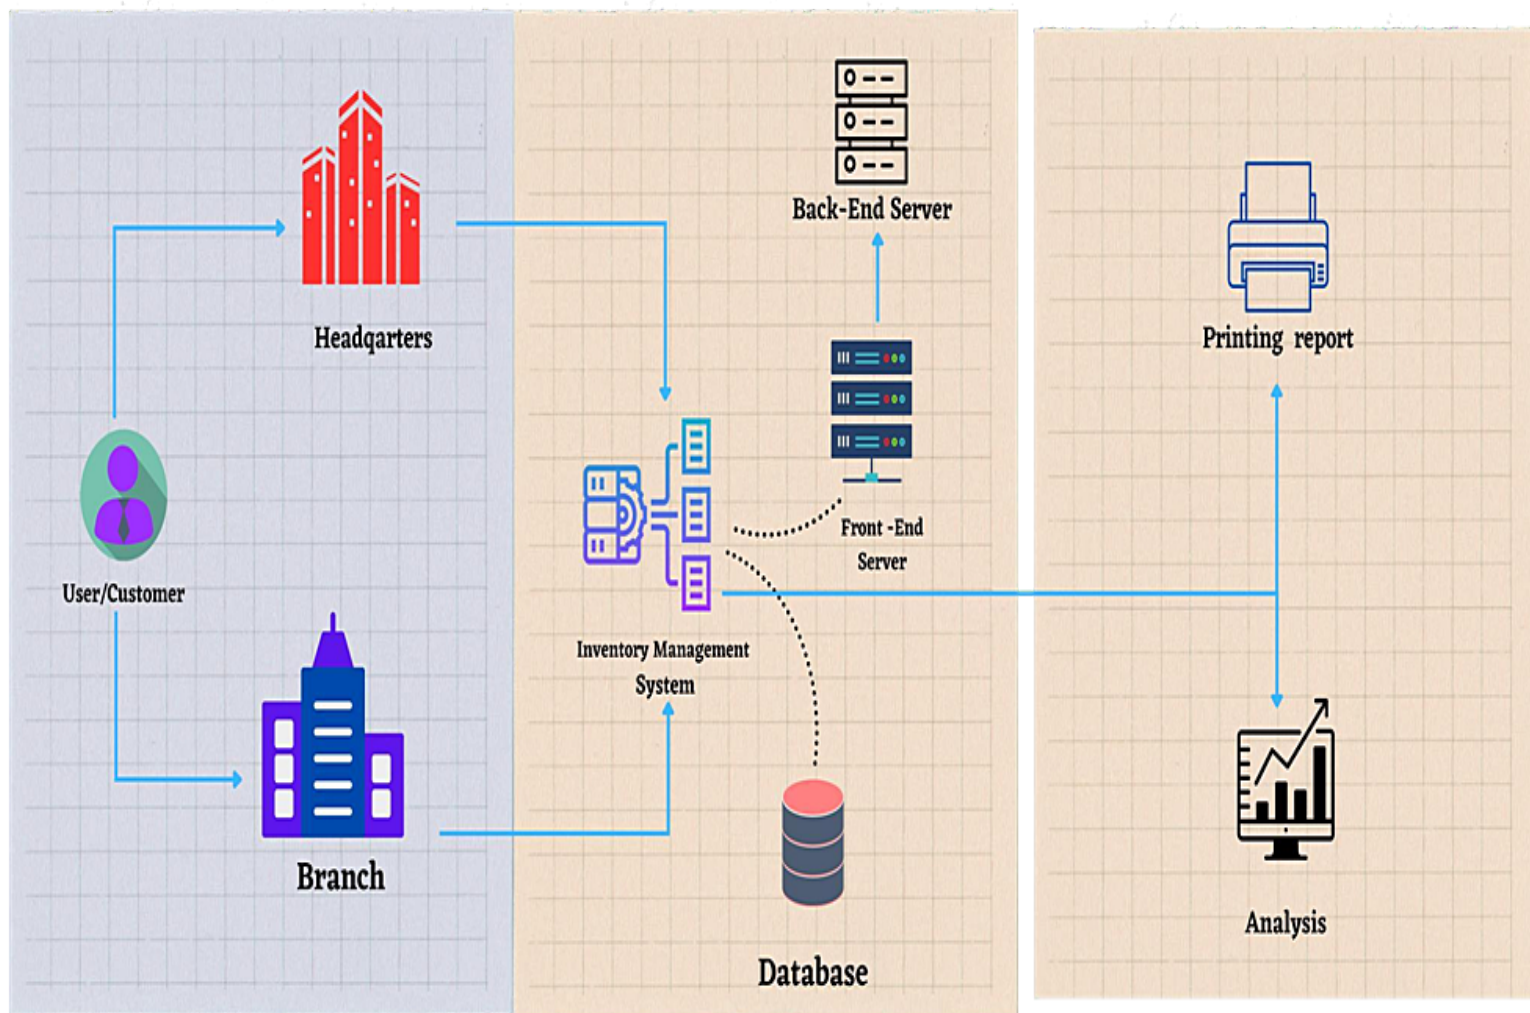 Back-End Server
Headqarters
Printing report
Front -End
Server
User/Customer
Inventory Management
System
Branch
Analysis
Database